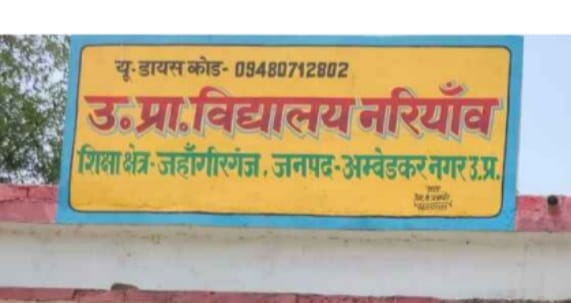 यू-डायस कोड- 09480712802
उ॰प्रा॰विद्यालय नरियाँव
शिक्षा क्षेत्र-जहाँगीरगंज, जनपद-अम्बेडकर नगर उ.प्र.